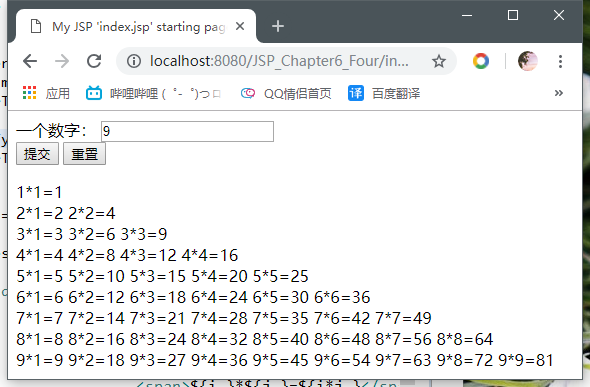 My JSP 'index.jsp' starting pag
localhost:8080/JSP_Chapter6_Four/in...
应用 哔哩哔哩 ( ゜- ゜)つロ QQ情侣首页 译 百度翻译 »
一个数字： 9
提交 重置
1*1=1
2*1=2 2*2=4
3*1=3 3*2=6 3*3=9
4*1=4 4*2=8 4*3=12 4*4=16
5*1=5 5*2=10 5*3=15 5*4=20 5*5=25
6*1=6 6*2=12 6*3=18 6*4=24 6*5=30 6*6=36
7*1=7 7*2=14 7*3=21 7*4=28 7*5=35 7*6=42 7*7=49
8*1=8 8*2=16 8*3=24 8*4=32 8*5=40 8*6=48 8*7=56 8*8=64
9*1=9 9*2=18 9*3=27 9*4=36 9*5=45 9*6=54 9*7=63 9*8=72 9*9=81